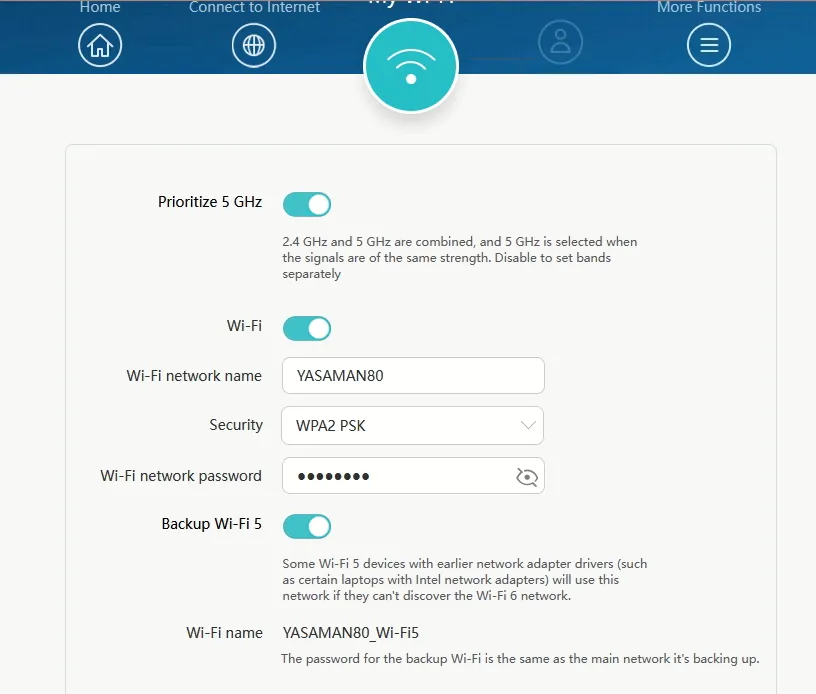 Home
Connect to Internet
My Wi-Fi
More Functions
Prioritize 5 GHz
2.4 GHz and 5 GHz are combined, and 5 GHz is selected when
the signals are of the same strength. Disable to set bands
separately
Wi-Fi
Wi-Fi network name
YASAMAN80
Security
WPA2 PSK
Wi-Fi network password
••••••••
Backup Wi-Fi 5
Some Wi-Fi 5 devices with earlier network adapter drivers (such
as certain laptops with Intel network adapters) will use this
network if they can't discover the Wi-Fi 6 network.
Wi-Fi name
YASAMAN80_Wi-Fi5
The password for the backup Wi-Fi is the same as the main network it's backing up.